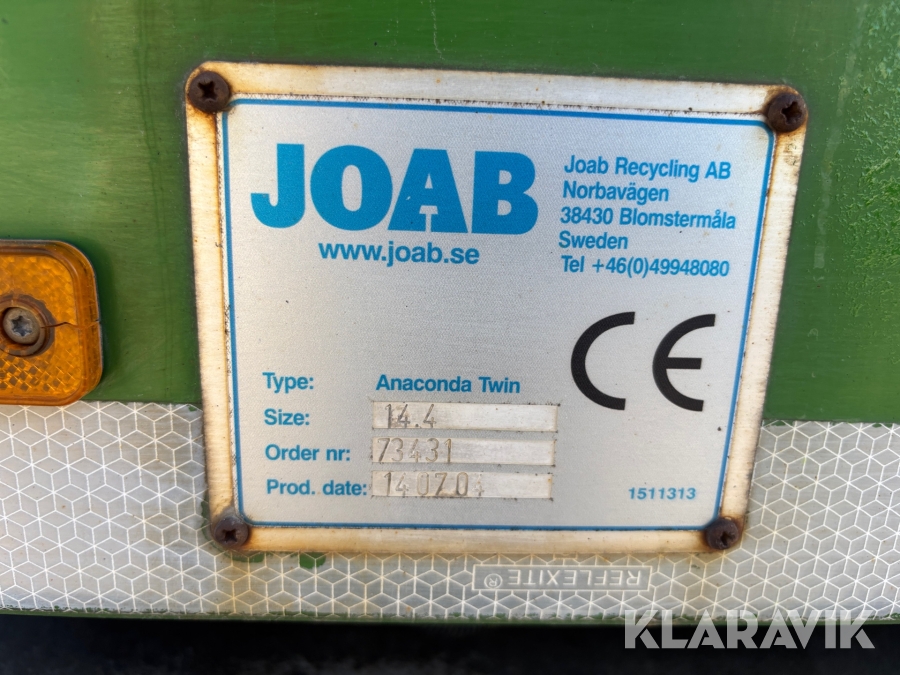 JOAB
www.joab.se
Joab Recycling AB
Norbavägen
38430 Blomstermåla
Sweden
Tel +46(0)49948080
CE
Type: Anaconda Twin
Size: 14.4
Order nr: 73431
Prod. date: 140704
1511313
REFLEXITE®
KLARAVIK